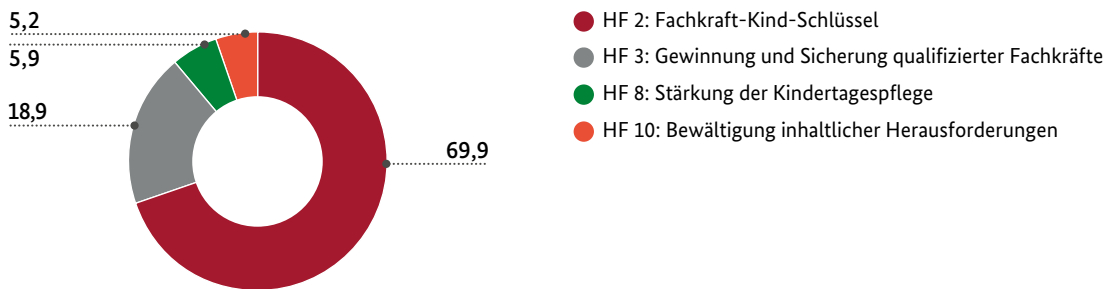 5,2
5,9
18,9
69,9
HF 2: Fachkraft-Kind-Schlüssel
HF 3: Gewinnung und Sicherung qualifizierter Fachkräfte
HF 8: Stärkung der Kindertagespflege
HF 10: Bewältigung inhaltlicher Herausforderungen